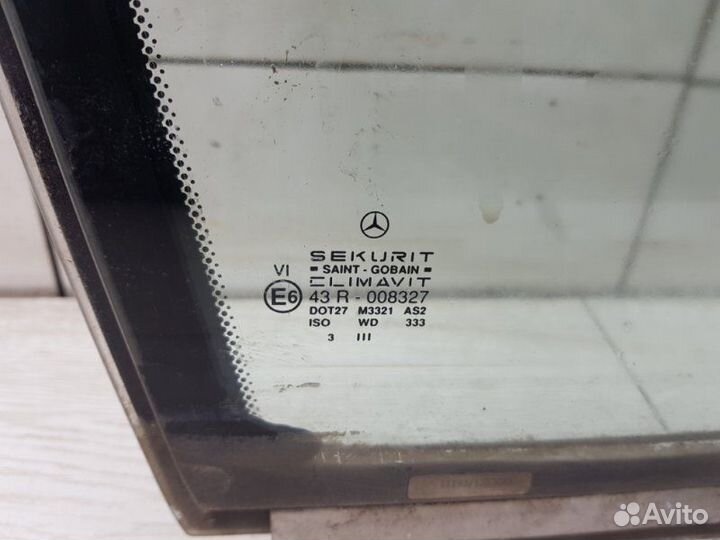 SEKURIT
SAINT - GOBAIN
CLIMAVIT
VI
E6 43 R - 008327
DOT27 M3321 AS2
ISO WD 333
3 III
Avito